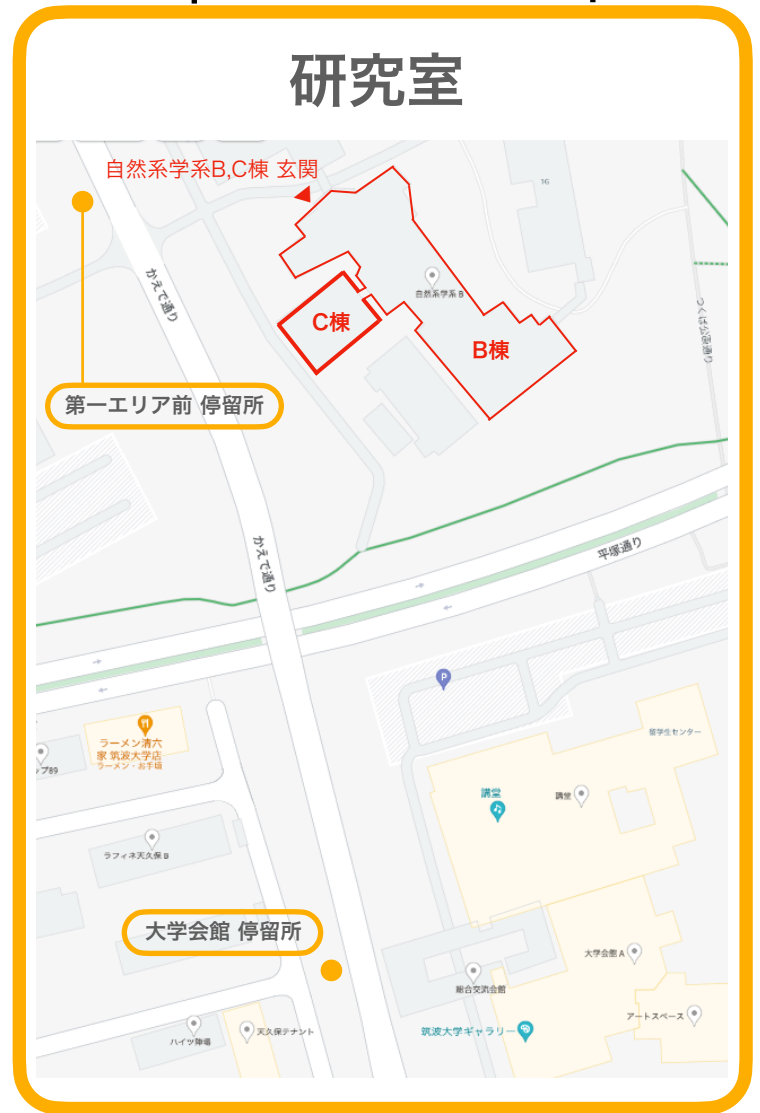 研究室
自然系学系B,C棟 玄関
16
かえで通り
自然系学系 B
つくば公園通り
C棟
B棟
第一エリア前 停留所
かえで通り
平塚通り
P
ラーメン清六
家 筑波大学店
ラーメン・お手頃
留学生センター
ップ89
講堂
講堂
ラフィネ天久保 B
大学会館 停留所
大学会館 A
総合交流会館
アートスペース
筑波大学ギャラリー
ハイツ陣場
天久保テナント